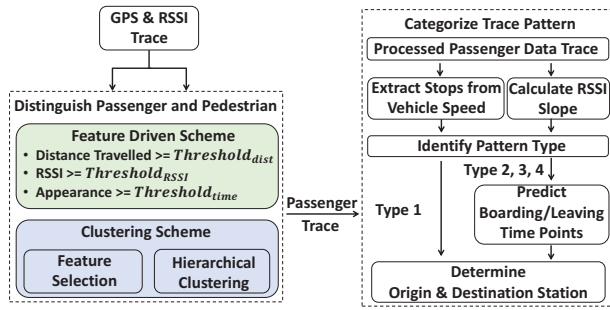 GPS & RSSI
Trace
Distinguish Passenger and Pedestrian
Feature Driven Scheme
• Distance Travelled >= Threshold_dist
• RSSI >= Threshold_RSSI
• Appearance >= Threshold_time
Clustering Scheme
Feature
Selection
Hierarchical
Clustering
Passenger
Trace
Categorize Trace Pattern
Processed Passenger Data Trace
Extract Stops from
Vehicle Speed
Calculate RSSI
Slope
Identify Pattern Type
Type 1
Type 2, 3, 4
Predict
Boarding/Leaving
Time Points
Determine
Origin & Destination Station